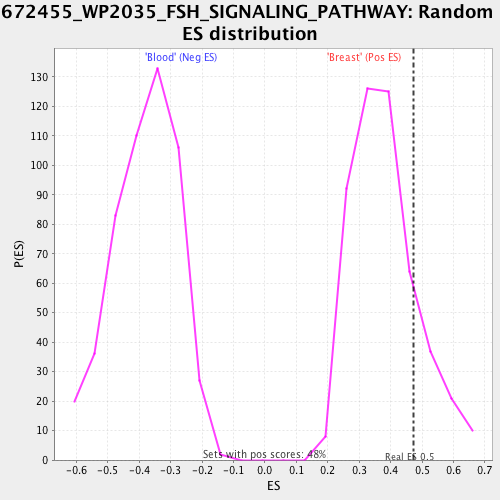 672455_WP2035_FSH_SIGNALING_PATHWAY: Random
ES distribution
'Blood' (Neg ES)
'Breast' (Pos ES)
130
120
110
100
90
80
70
60
50
40
30
20
10
0
P(ES)
Sets with pos scores: 48%
Real ES 0.5
-0.6 -0.5 -0.4 -0.3 -0.2 -0.1 0.0 0.1 0.2 0.3 0.4 0.5 0.6 0.7
ES